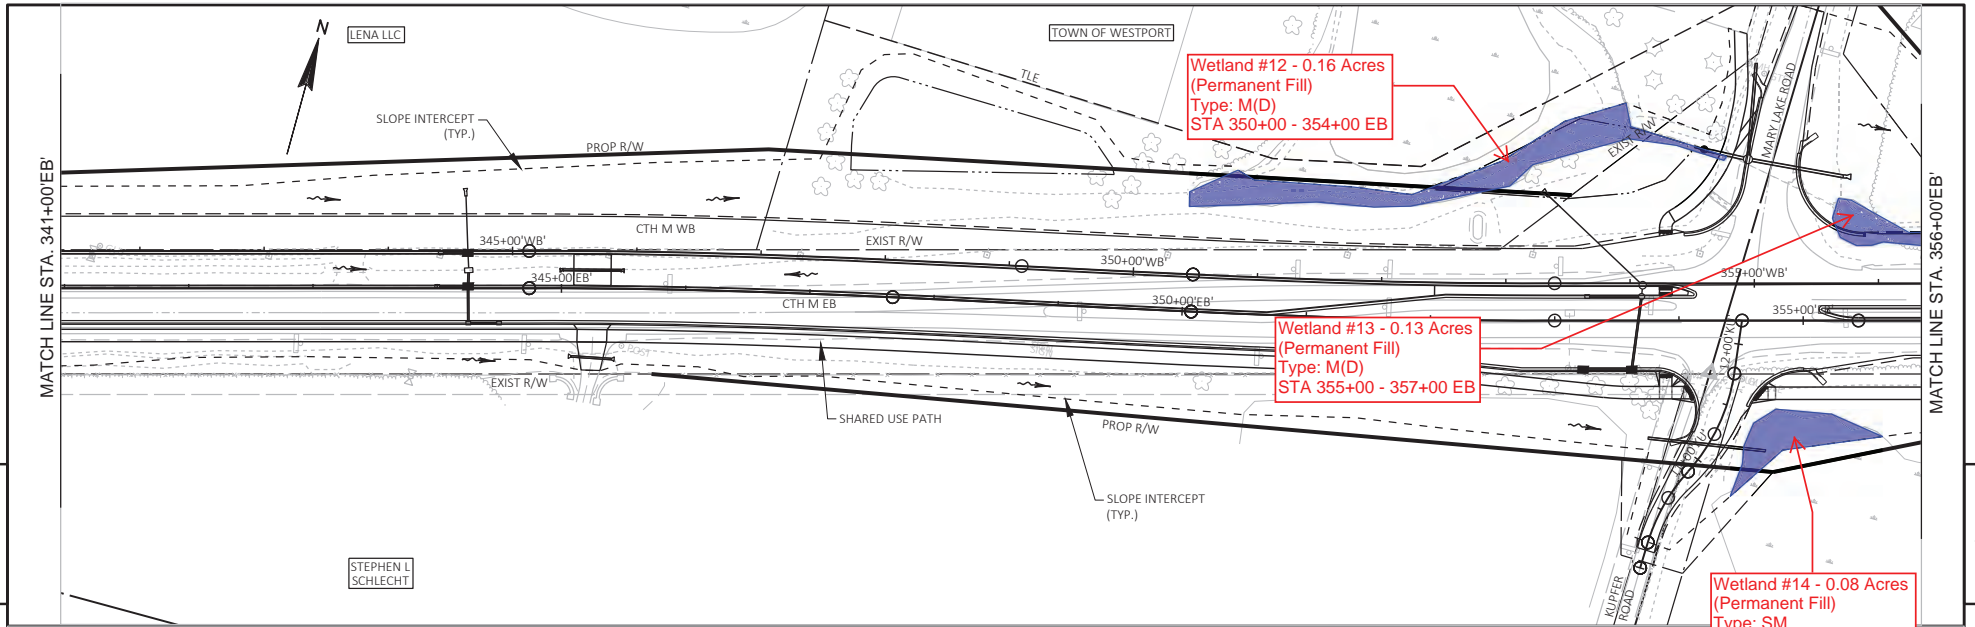 N
LENA LLC
TOWN OF WESTPORT
TLE
Wetland #12 - 0.16 Acres
(Permanent Fill)
Type: M(D)
STA 350+00 - 354+00 EB
SLOPE INTERCEPT
(TYP.)
PROP R/W
EXIST R/W
MARY LAKE ROAD
MATCH LINE STA. 341+00'EB'
MATCH LINE STA. 356+00'EB'
CTH M WB
EXIST R/W
345+00'WB'
350+00'WB'
355+00'WB'
345+00'EB'
CTH M EB
350+00'EB'
355+00'EB'
Wetland #13 - 0.13 Acres
(Permanent Fill)
Type: M(D)
STA 355+00 - 357+00 EB
12+00'KU'
EXIST R/W
SHARED USE PATH
PROP R/W
SLOPE INTERCEPT
(TYP.)
STEPHEN L
SCHLECHT
KUPFER
ROAD
Wetland #14 - 0.08 Acres
(Permanent Fill)
Type: SM